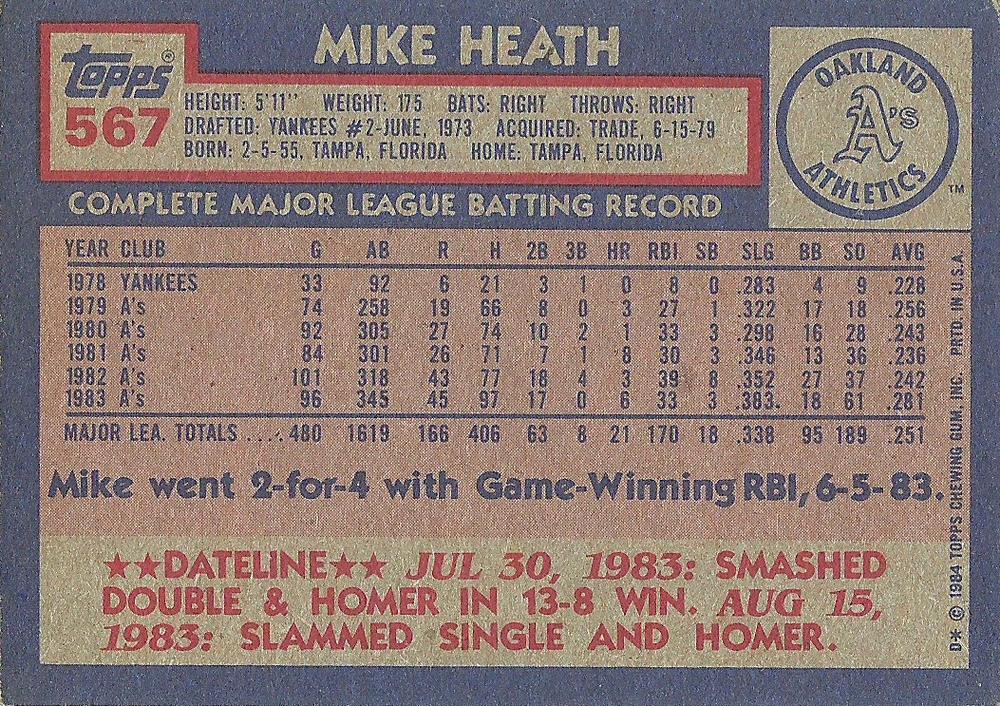 MIKE HEATH
Topps®
567
HEIGHT: 5'11" WEIGHT: 175 BATS: RIGHT THROWS: RIGHT
DRAFTED: YANKEES #2-JUNE, 1973 ACQUIRED: TRADE, 6-15-79
BORN: 2-5-55, TAMPA, FLORIDA HOME: TAMPA, FLORIDA
OAKLAND
A's
ATHLETICS
TM
COMPLETE MAJOR LEAGUE BATTING RECORD
YEAR CLUB G AB R H 2B 3B HR RBI SB SLG BB SO AVG
1978 YANKEES 33 92 6 21 3 1 0 8 0 .283 4 9 .228
1979 A's 74 258 19 66 8 0 3 27 1 .322 17 18 .256
1980 A's 92 305 27 74 10 2 1 33 3 .298 16 28 .243
1981 A's 84 301 26 71 7 1 8 30 3 .346 13 36 .236
1982 A's 101 318 43 77 18 4 3 39 8 .352 27 37 .242
1983 A's 96 345 45 97 17 0 6 33 3 .383. 18 61 .281
MAJOR LEA. TOTALS .... 480 1619 166 406 63 8 21 170 18 .338 95 189 .251
Mike went 2-for-4 with Game-Winning RBI, 6-5-83.
★★DATELINE★★ JUL 30, 1983: SMASHED
DOUBLE & HOMER IN 13-8 WIN. AUG 15,
1983: SLAMMED SINGLE AND HOMER.
D* © 1984 TOPPS CHEWING GUM, INC. PRTD. IN U.S.A.